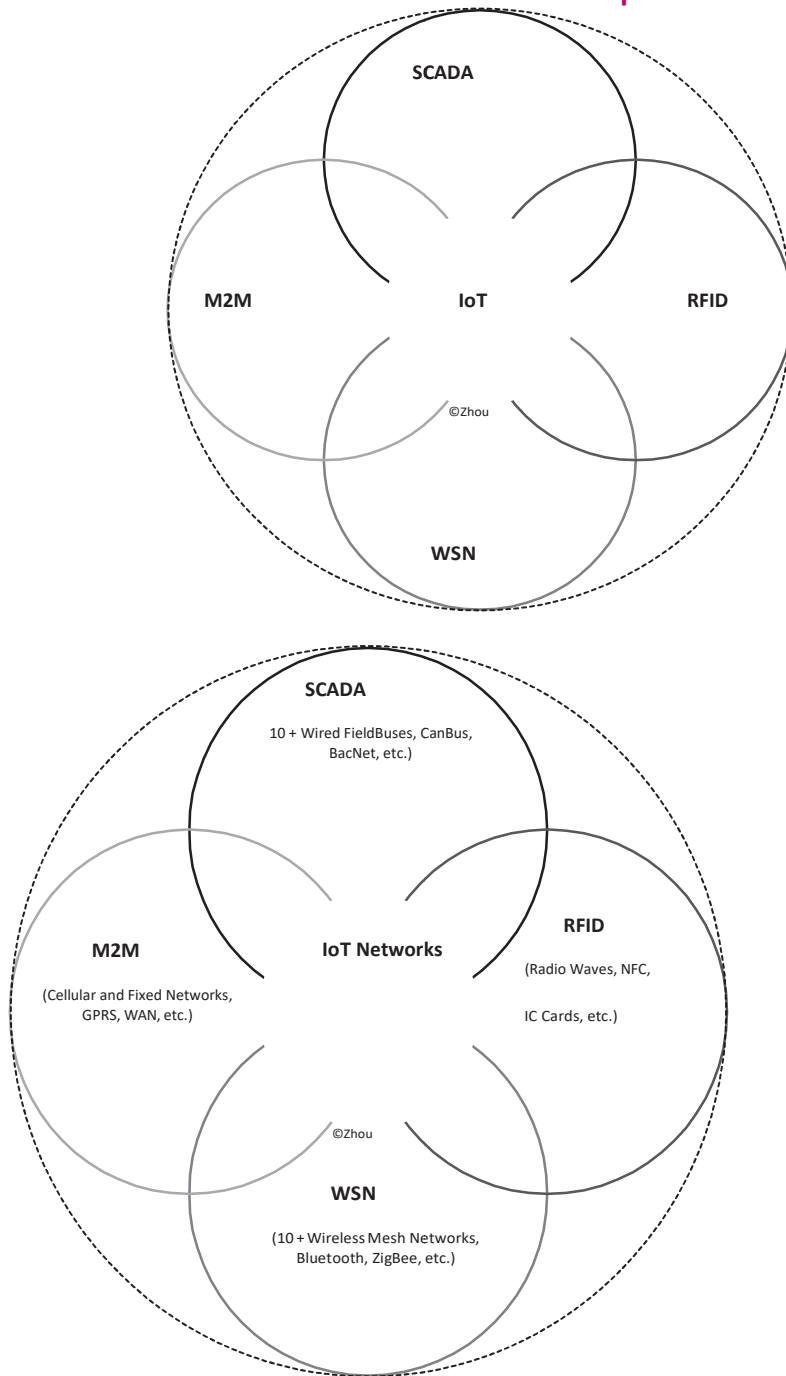 SCADA
M2M
IoT
RFID
©Zhou
WSN
SCADA
10 + Wired FieldBuses, CanBus,
BacNet, etc.)
RFID
M2M
IoT Networks
(Radio Waves, NFC,
(Cellular and Fixed Networks,
GPRS, WAN, etc.)
IC Cards, etc.)
©Zhou
WSN
(10 + Wireless Mesh Networks,
Bluetooth, ZigBee, etc.)